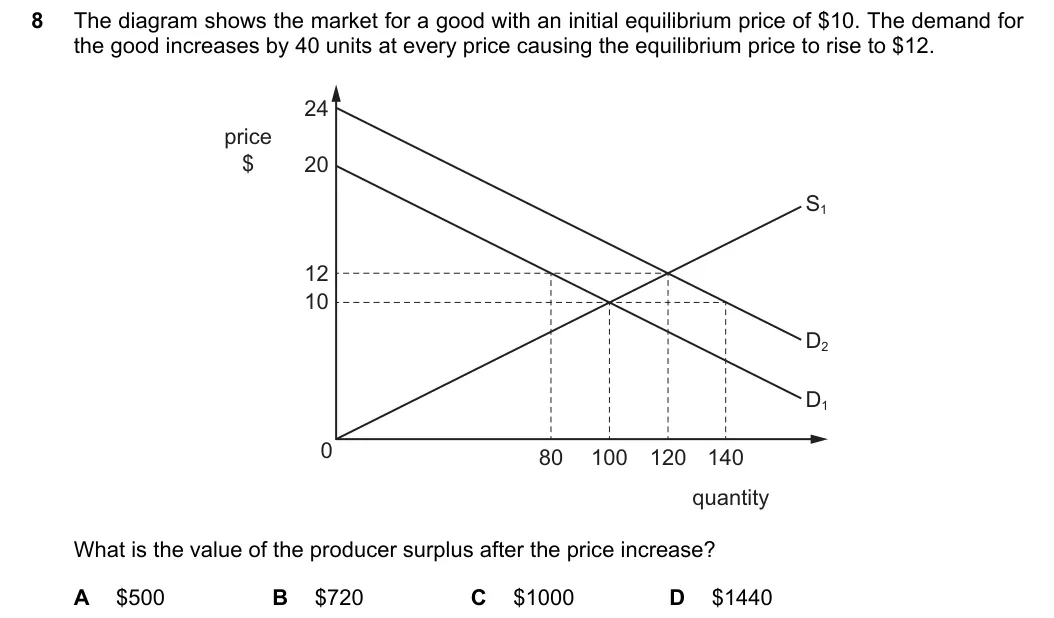 8 The diagram shows the market for a good with an initial equilibrium price of $10. The demand for
the good increases by 40 units at every price causing the equilibrium price to rise to $12.
24
price
$
20
S₁
12
10
D₂
D₁
0
80 100 120 140
quantity
What is the value of the producer surplus after the price increase?
A $500 B $720 C $1000 D $1440